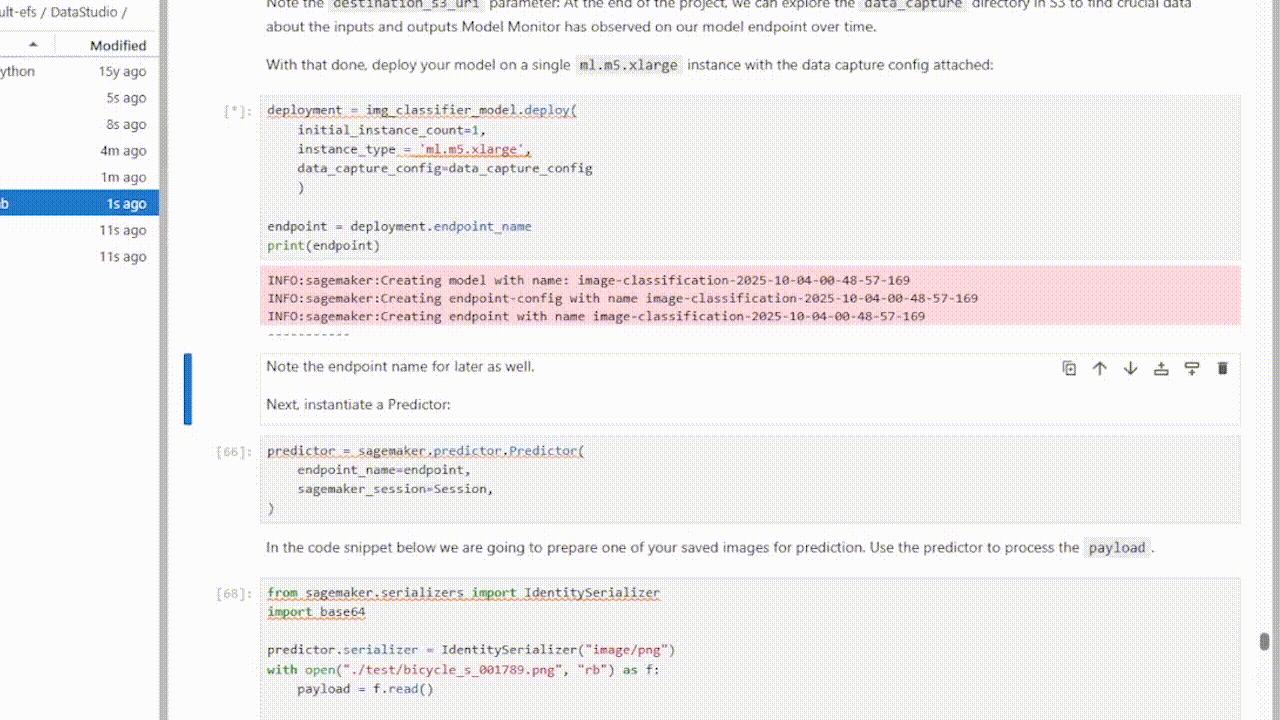 ult-efs / DataStudio /
Modified
ython
15y ago
5s ago
8s ago
4m ago
1m ago
b
1s ago
11s ago
11s ago
Note the destination_s3_uri parameter: At the end of the project, we can explore the data_capture directory in S3 to find crucial data
about the inputs and outputs Model Monitor has observed on our model endpoint over time.
With that done, deploy your model on a single ml.m5.xlarge instance with the data capture config attached:
[*]:
deployment = img_classifier_model.deploy(
    initial_instance_count=1,
    instance_type = 'ml.m5.xlarge',
    data_capture_config=data_capture_config
    )
endpoint = deployment.endpoint_name
print(endpoint)
INFO:sagemaker:Creating model with name: image-classification-2025-10-04-00-48-57-169
INFO:sagemaker:Creating endpoint-config with name image-classification-2025-10-04-00-48-57-169
INFO:sagemaker:Creating endpoint with name image-classification-2025-10-04-00-48-57-169
-----------
Note the endpoint name for later as well.
Next, instantiate a Predictor:
[66]:
predictor = sagemaker.predictor.Predictor(
    endpoint_name=endpoint,
    sagemaker_session=Session,
)
In the code snippet below we are going to prepare one of your saved images for prediction. Use the predictor to process the payload.
[68]:
from sagemaker.serializers import IdentitySerializer
import base64
predictor.serializer = IdentitySerializer("image/png")
with open("./test/bicycle_s_001789.png", "rb") as f:
    payload = f.read()